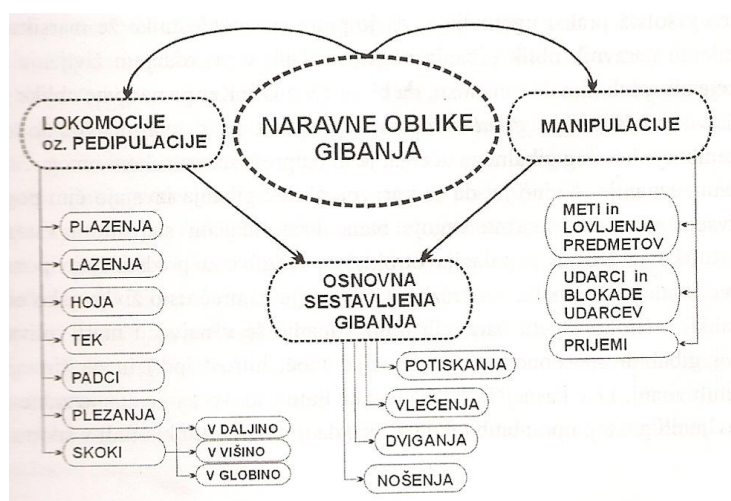 NARAVNE OBLIKE
GIBANJA
LOKOMOCIJE
oz. PEDIPULACIJE
PLAZENJA
LAZENJA
HOJA
TEK
PADCI
PLEZANJA
SKOKI
V DALJINO
V VIŠINO
V GLOBINO
OSNOVNA
SESTAVLJENA
GIBANJA
POTISKANJA
VLEČENJA
DVIGANJA
NOŠENJA
MANIPULACIJE
METI in
LOVLJENJA
PREDMETOV
UDARCI in
BLOKADE
UDARCEV
PRIJEMI